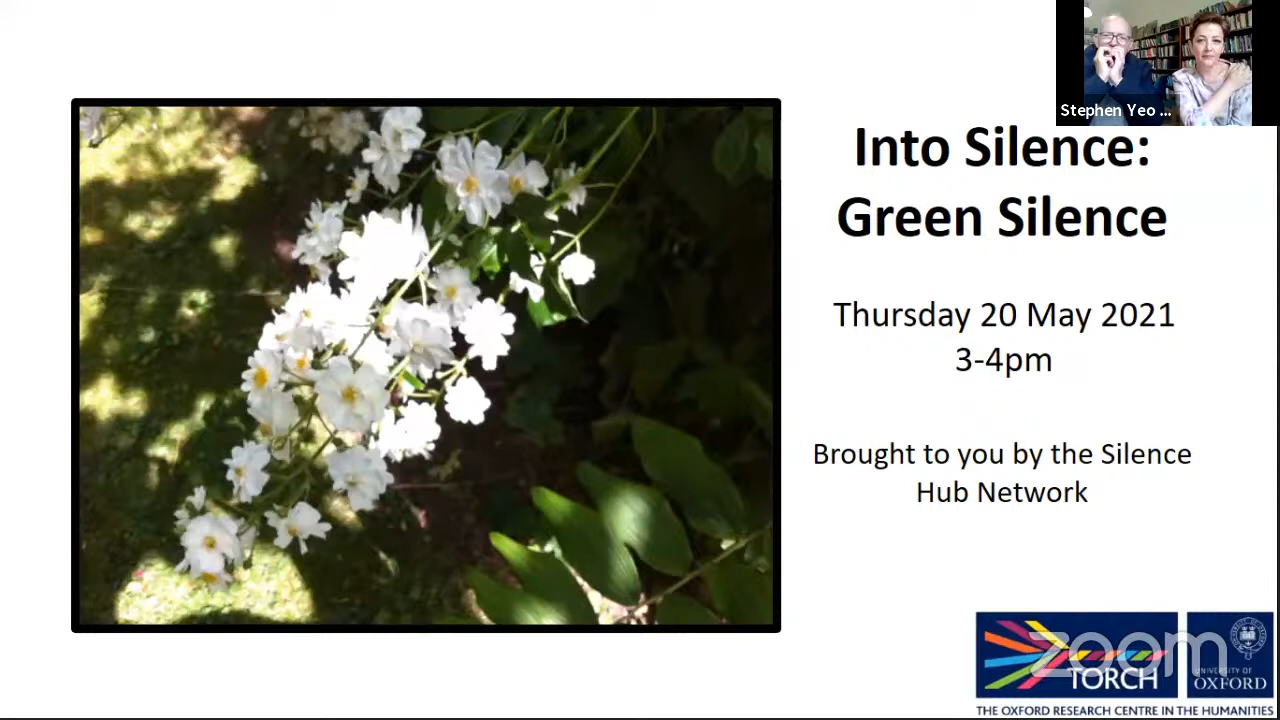 Stephen Yeo ...
Into Silence:
Green Silence
Thursday 20 May 2021
3-4pm
Brought to you by the Silence
Hub Network
zoom
TORCH
UNIVERSITY OF
OXFORD
THE OXFORD RESEARCH CENTRE IN THE HUMANITIES